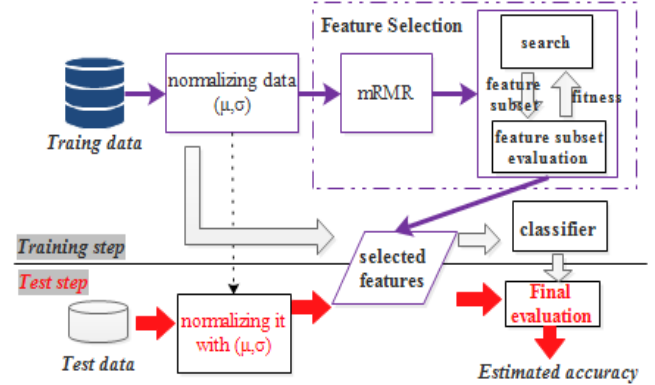 Feature Selection
search
normalizing data
(μ,σ)
mRMR
feature
subset
fitness
feature subset
evaluation
Traing data
selected
features
classifier
Training step
Test step
normalizing it
with (μ,σ)
Final
evaluation
Test data
Estimated accuracy